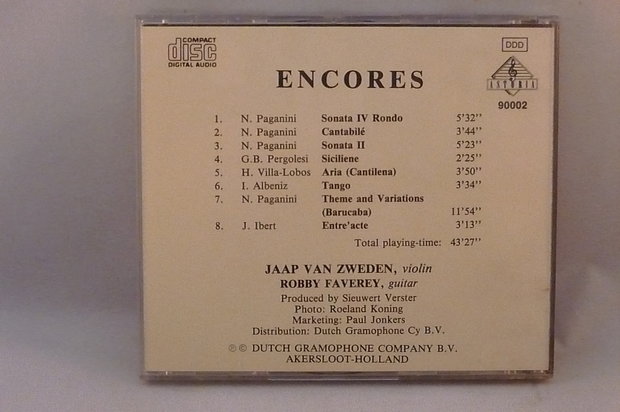 COMPACT
disc
DIGITAL AUDIO
DDD
ASTORIA
90002
ENCORES
1. N. Paganini Sonata IV Rondo 5'32''
2. N. Paganini Cantabilé 3'44''
3. N. Paganini Sonata II 5'23''
4. G.B. Pergolesi Siciliene 2'25''
5. H. Villa-Lobos Aria (Cantilena) 3'50''
6. I. Albeniz Tango 3'34''
7. N. Paganini Theme and Variations
(Barucaba) 11'54''
8. J. Ibert Entre'acte 3'13''
Total playing-time: 43'27''
JAAP VAN ZWEDEN, violin
ROBBY FAVEREY, guitar
Produced by Sieuwert Verster
Photo: Roeland Koning
Marketing: Paul Jonkers
Distribution: Dutch Gramophone Cy B.V.
℗ © DUTCH GRAMOPHONE COMPANY B.V.
AKERSLOOT-HOLLAND